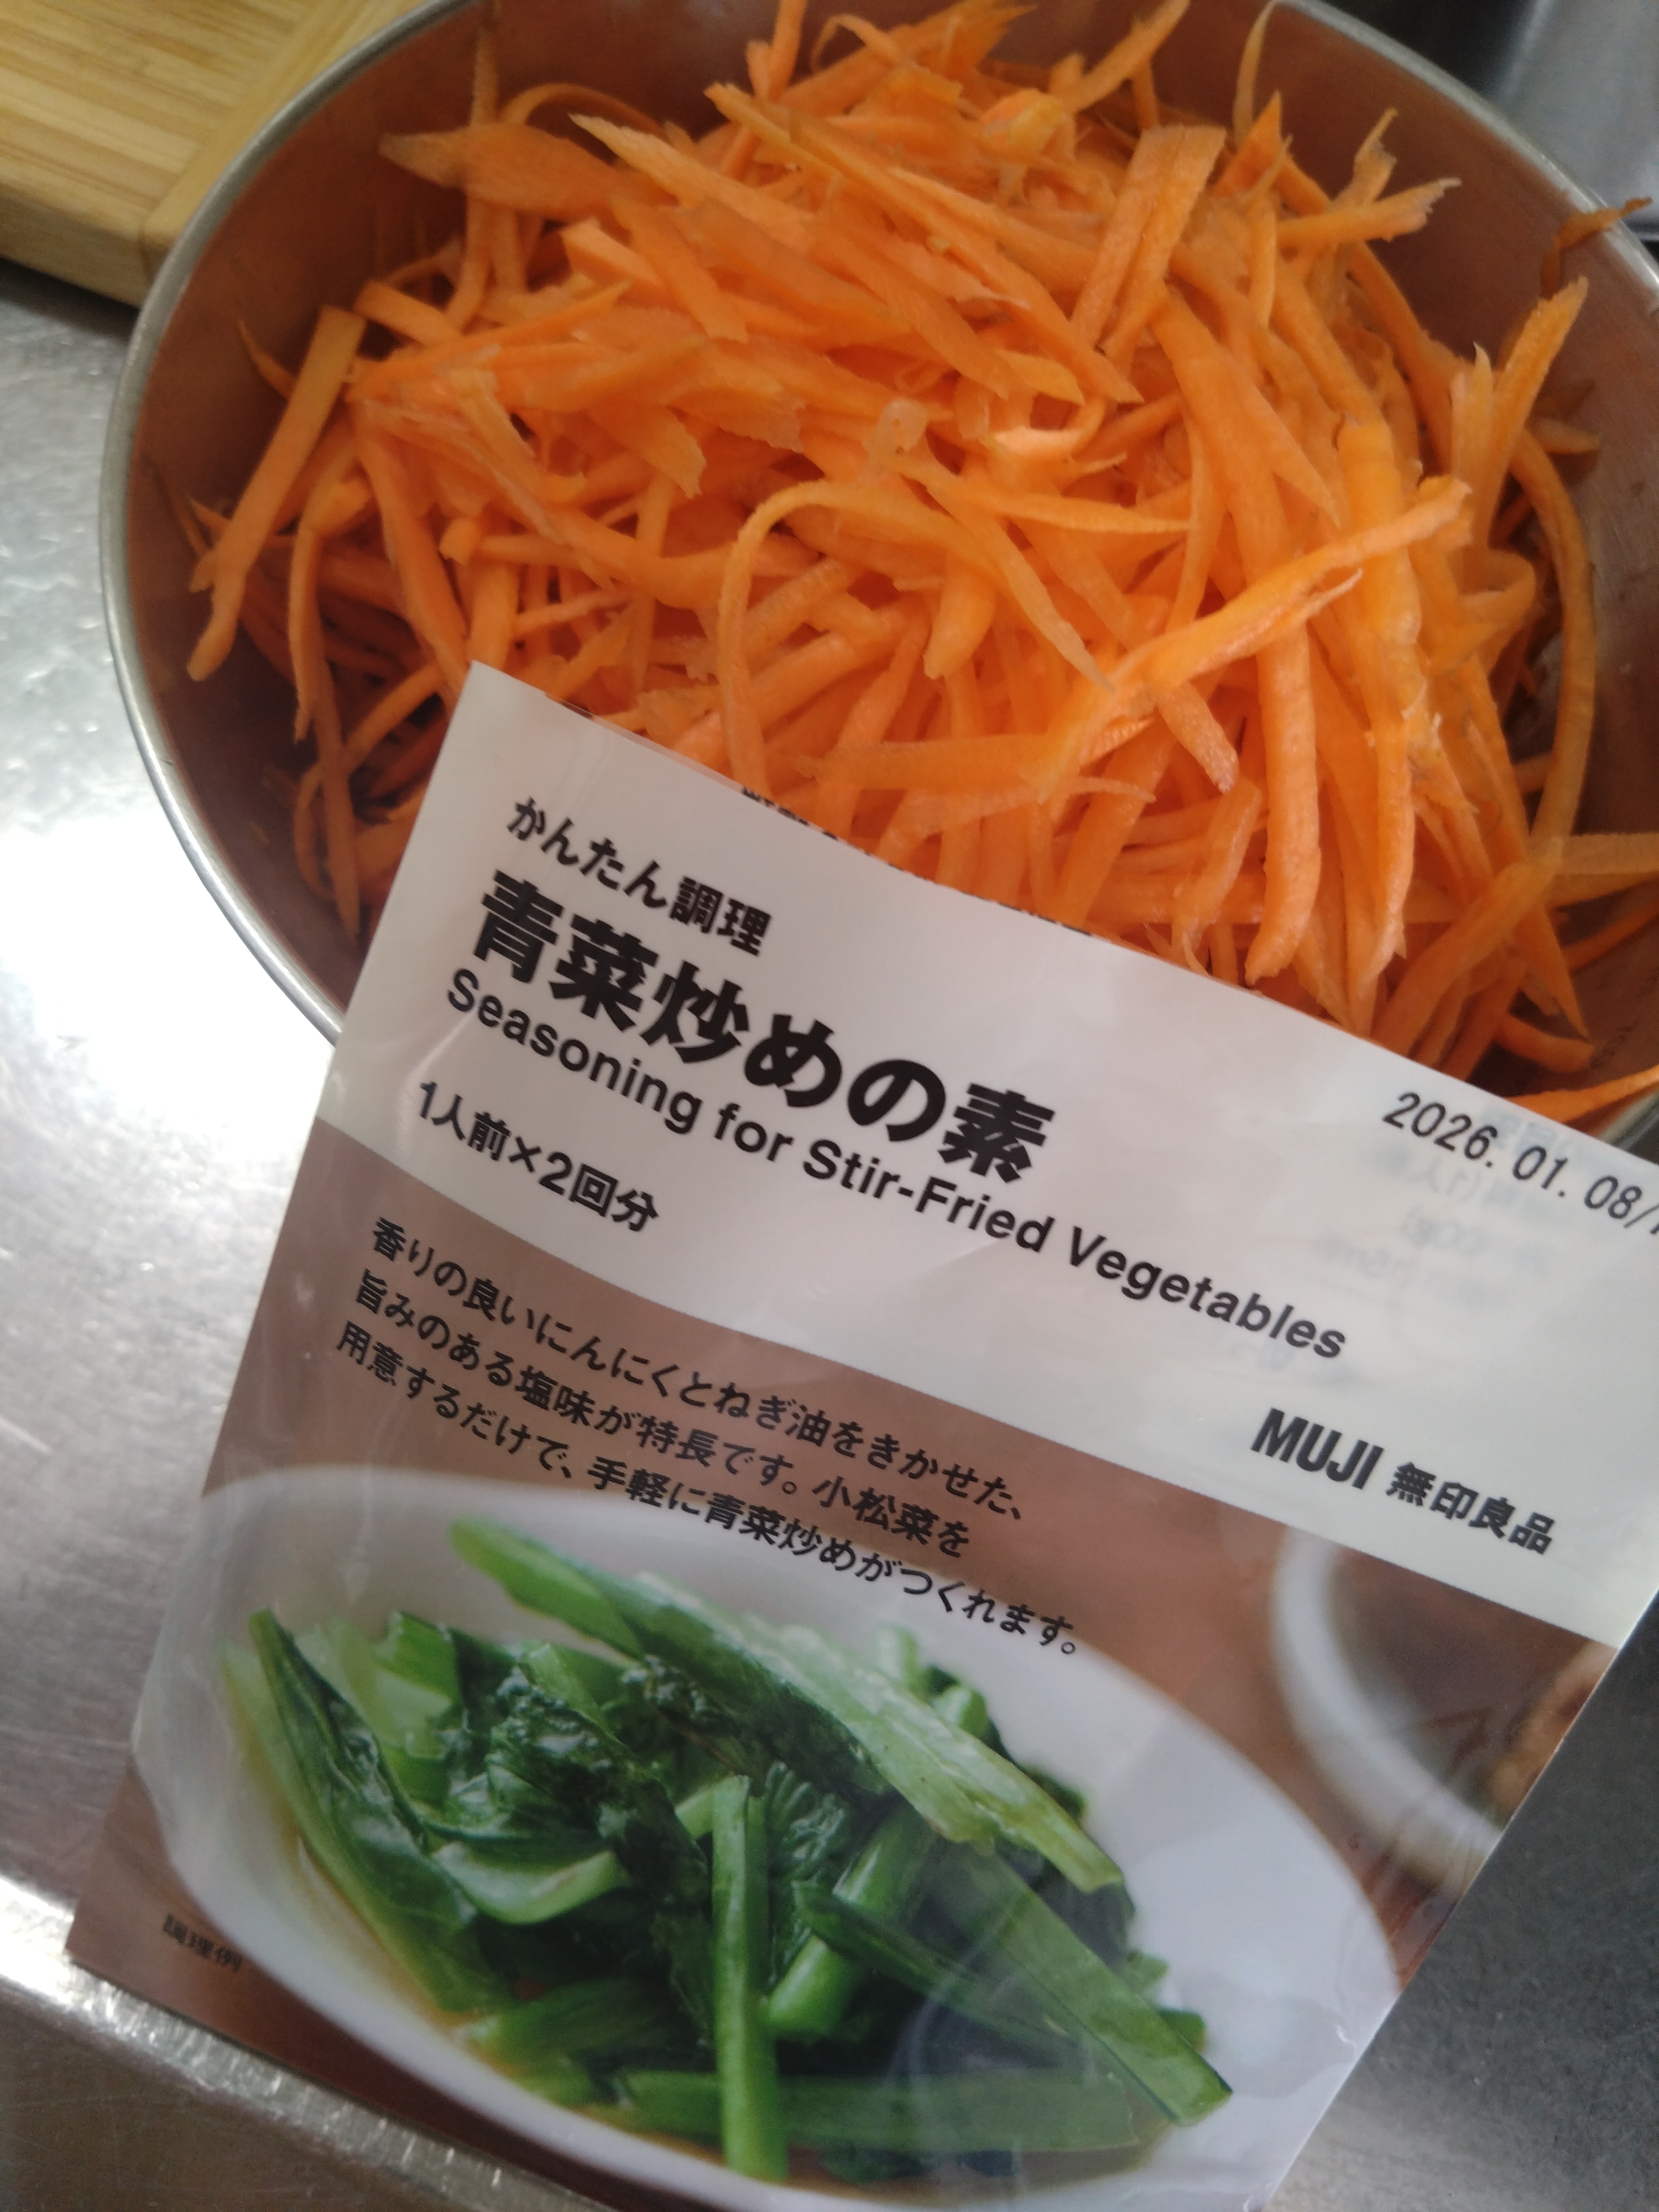 かんたん調理
青菜炒めの素
Seasoning for Stir-Fried Vegetables
1人前×2回分
2026. 01. 08/
MUJI 無印良品
香りの良いにんにくとねぎ油をきかせた、
旨みのある塩味が特長です。小松菜を
用意するだけで、手軽に青菜炒めがつくれます。
調理例